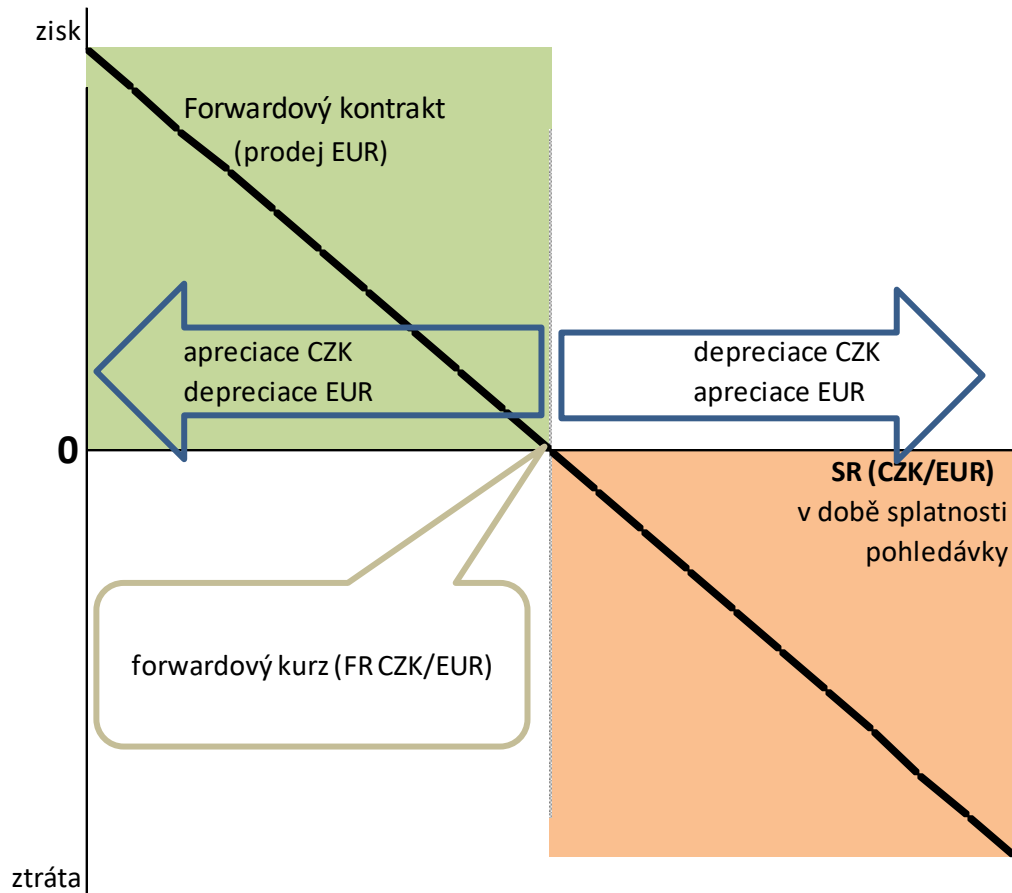 zisk
Forwardový kontrakt
(prodej EUR)
apreciace CZK
depreciace EUR
depreciace CZK
apreciace EUR
0
SR (CZK/EUR)
v době splatnosti
pohledávky
forwardový kurz (FR CZK/EUR)
ztráta